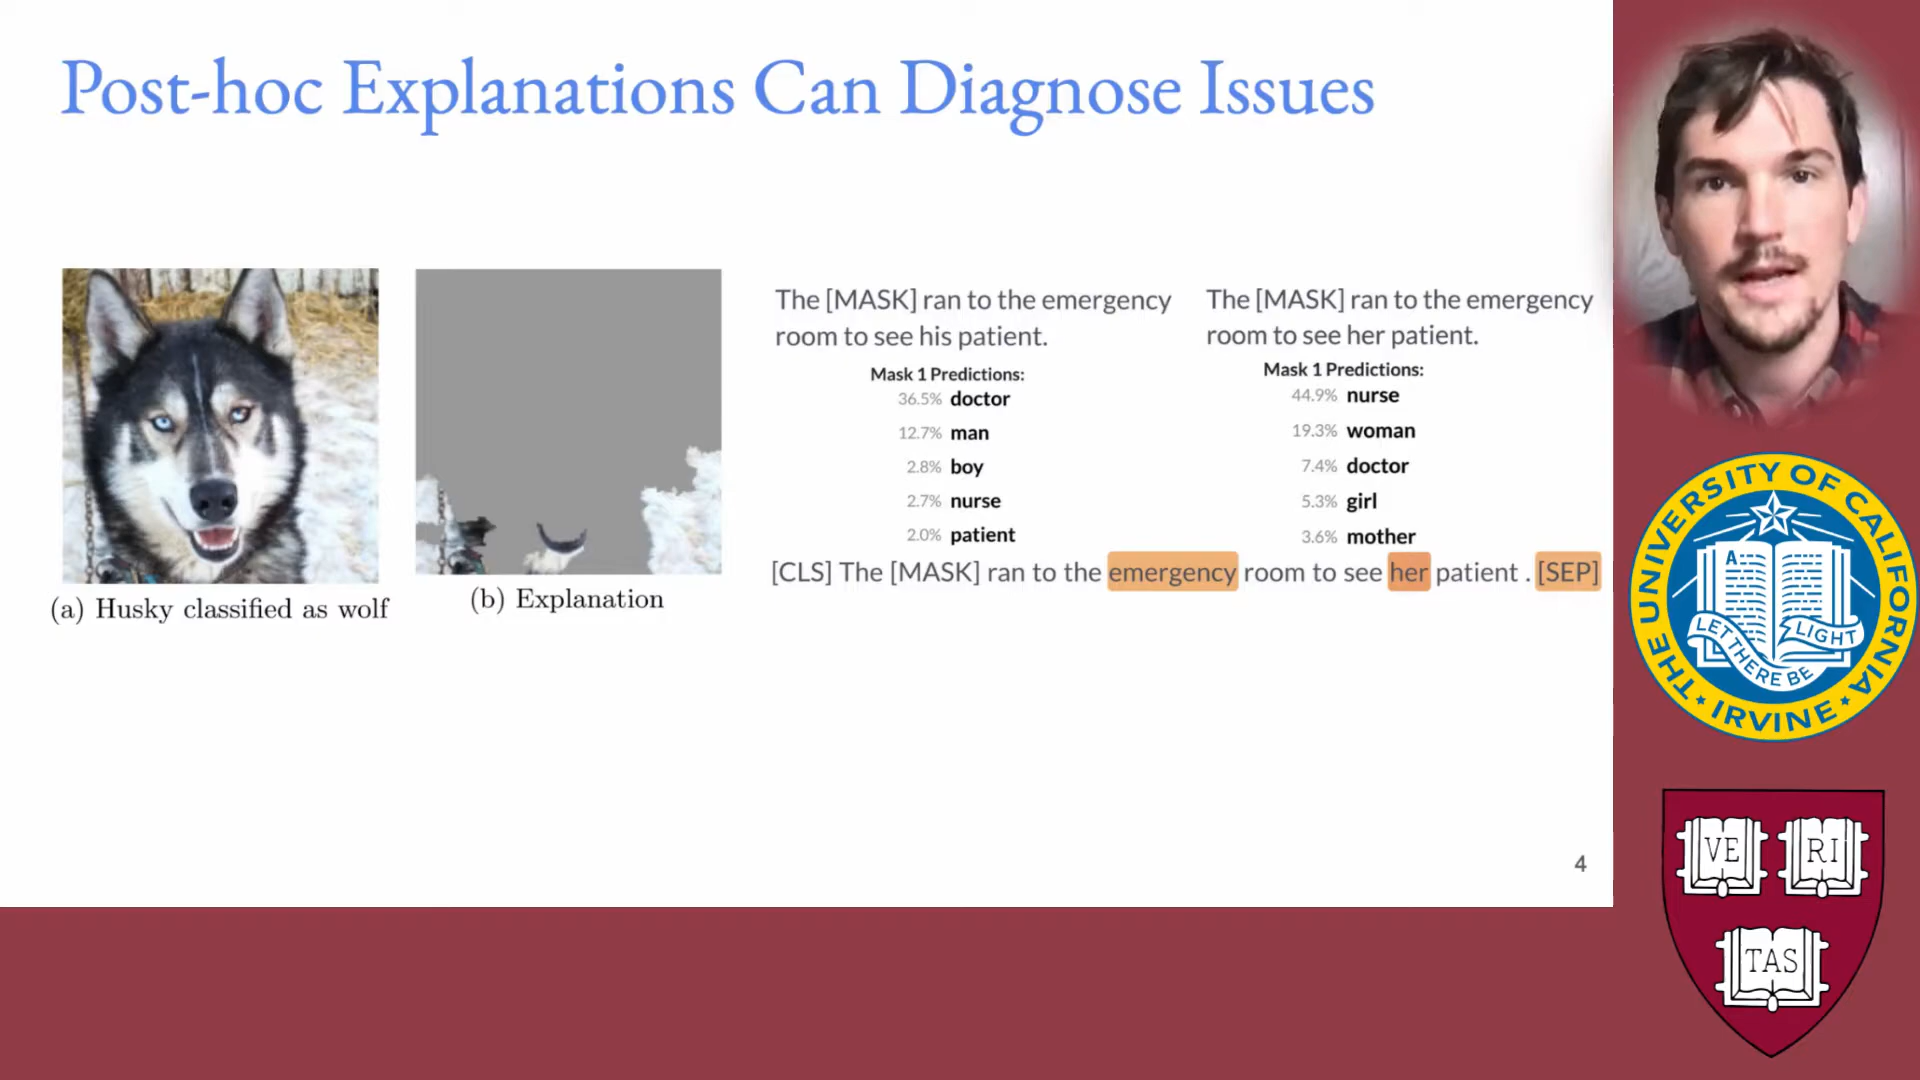 Post-hoc Explanations Can Diagnose Issues
(a) Husky classified as wolf
(b) Explanation
The [MASK] ran to the emergency
room to see his patient.
Mask 1 Predictions:
36.5% doctor
12.7% man
2.8% boy
2.7% nurse
2.0% patient
The [MASK] ran to the emergency
room to see her patient.
Mask 1 Predictions:
44.9% nurse
19.3% woman
7.4% doctor
5.3% girl
3.6% mother
[CLS] The [MASK] ran to the emergency room to see her patient . [SEP]
4
THE UNIVERSITY OF CALIFORNIA
IRVINE
A
LET THERE BE LIGHT
VE RI
TAS